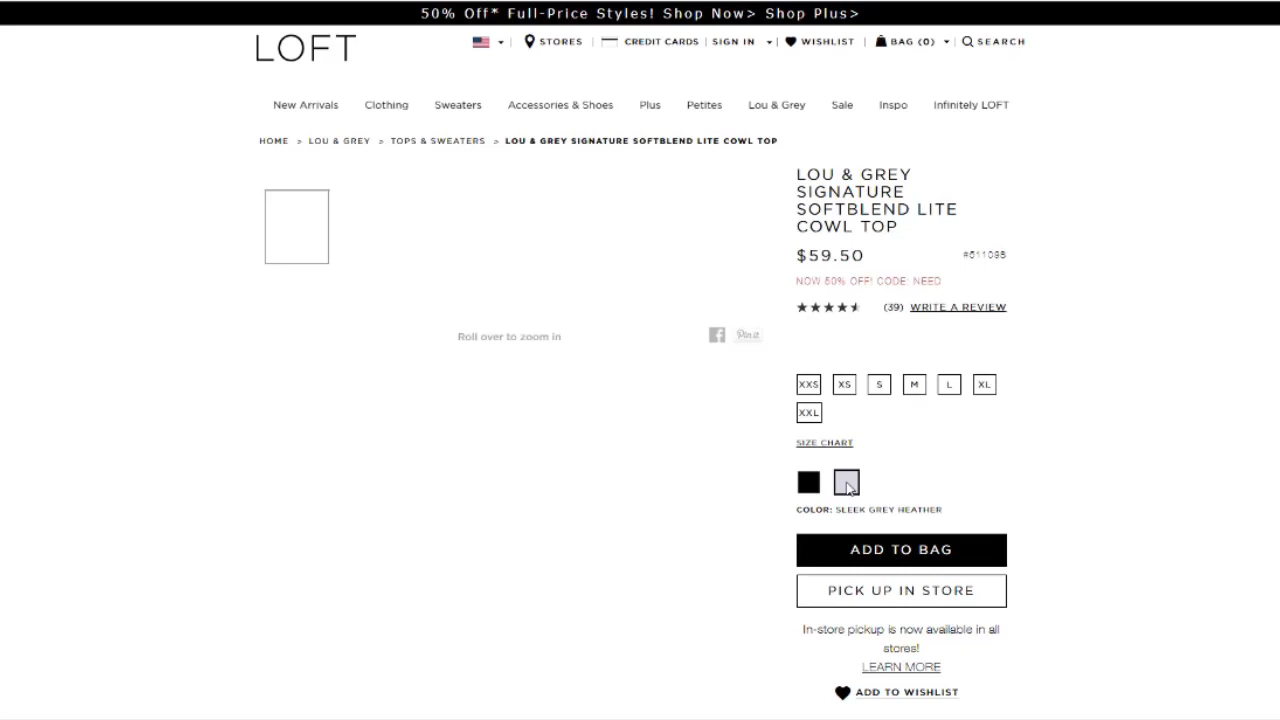 50% Off* Full-Price Styles! Shop Now> Shop Plus>
LOFT
STORES
CREDIT CARDS
SIGN IN
WISHLIST
BAG (0)
SEARCH
New Arrivals Clothing Sweaters Accessories & Shoes Plus Petites Lou & Grey Sale Inspo Infinitely LOFT
HOME > LOU & GREY > TOPS & SWEATERS > LOU & GREY SIGNATURE SOFTBLEND LITE COWL TOP
LOU & GREY
SIGNATURE
SOFTBLEND LITE
COWL TOP
$59.50 #511098
NOW 50% OFF! CODE: NEED
(39) WRITE A REVIEW
Roll over to zoom in
Pin it
XXS XS S M L XL
XXL
SIZE CHART
COLOR: SLEEK GREY HEATHER
ADD TO BAG
PICK UP IN STORE
In-store pickup is now available in all
stores!
LEARN MORE
ADD TO WISHLIST